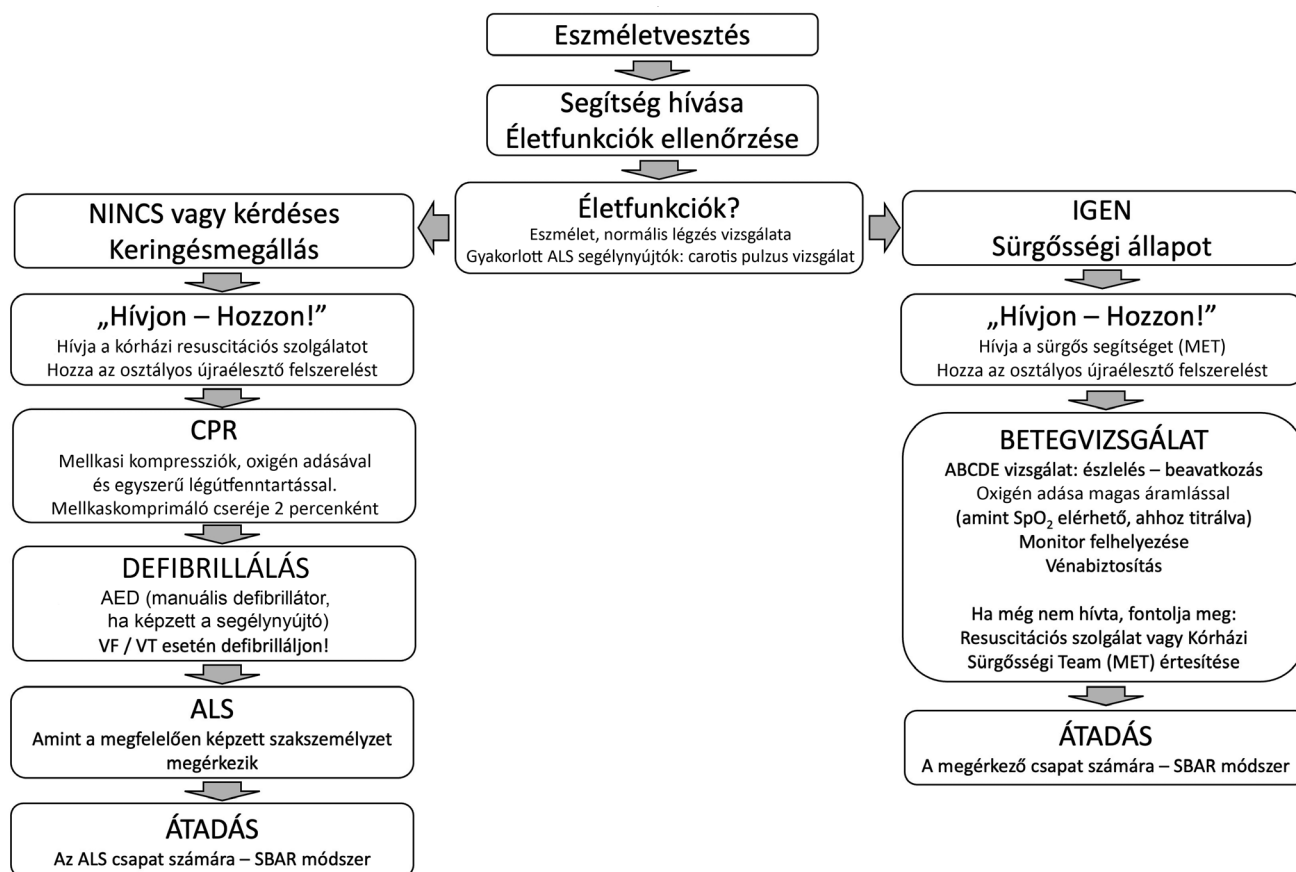 Eszméletvesztés
Segítség hívása
Életfunkciók ellenőrzése
Életfunkciók?
Eszmélet, normális légzés vizsgálata
Gyakorlott ALS segélynyújtók: carotis pulzus vizsgálat
NINCS vagy kérdéses
Keringésmegállás
„Hívjon – Hozzon!”
Hívja a kórházi resuscitációs szolgálatot
Hozza az osztályos újraélesztő felszerelést
CPR
Mellkasi kompressziók, oxigén adásával
és egyszerű légútfenntartással.
Mellkaskomprimáló cseréje 2 percenként
DEFIBRILLÁLÁS
AED (manuális defibrillátor,
ha képzett a segélynyújtó)
VF / VT esetén defibrilláljon!
ALS
Amint a megfelelően képzett szakszemélyzet
megérkezik
ÁTADÁS
Az ALS csapat számára – SBAR módszer
IGEN
Sürgősségi állapot
„Hívjon – Hozzon!”
Hívja a sürgős segítséget (MET)
Hozza az osztályos újraélesztő felszerelést
BETEGVIZSGÁLAT
ABCDE vizsgálat: észlelés – beavatkozás
Oxigén adása magas áramlással
(amint SpO₂ elérhető, ahhoz titrálva)
Monitor felhelyezése
Vénabiztosítás
Ha még nem hívta, fontolja meg:
Resuscitációs szolgálat vagy Kórházi
Sürgősségi Team (MET) értesítése
ÁTADÁS
A megérkező csapat számára – SBAR módszer